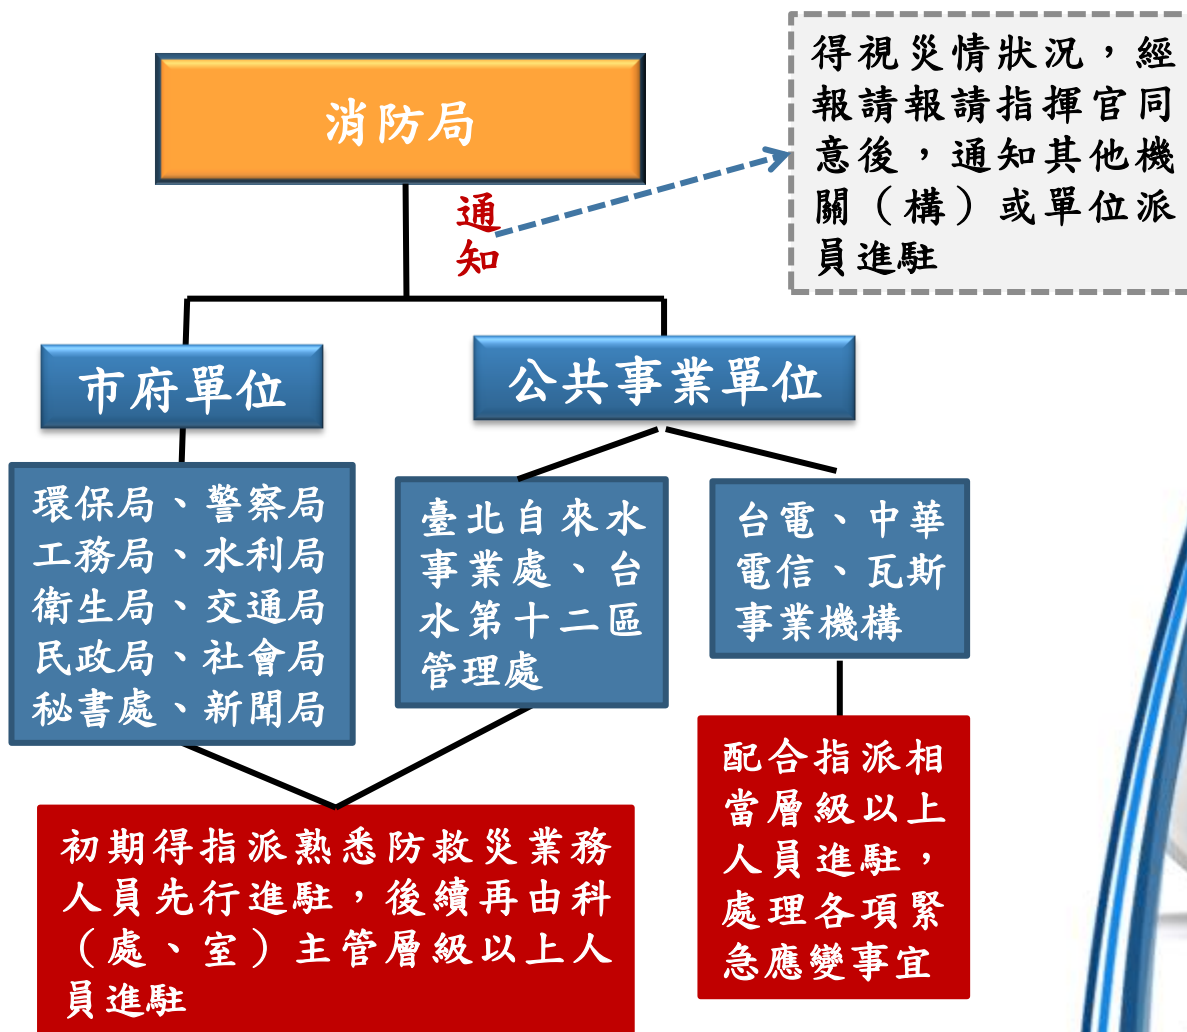 消防局
得視災情狀況，經
報請報請指揮官同
意後，通知其他機
關（構）或單位派
員進駐
通
知
市府單位
公共事業單位
環保局、警察局
工務局、水利局
衛生局、交通局
民政局、社會局
秘書處、新聞局
臺北自來水
事業處、台
水第十二區
管理處
台電、中華
電信、瓦斯
事業機構
初期得指派熟悉防救災業務
人員先行進駐，後續再由科
（處、室）主管層級以上人
員進駐
配合指派相
當層級以上
人員進駐，
處理各項緊
急應變事宜